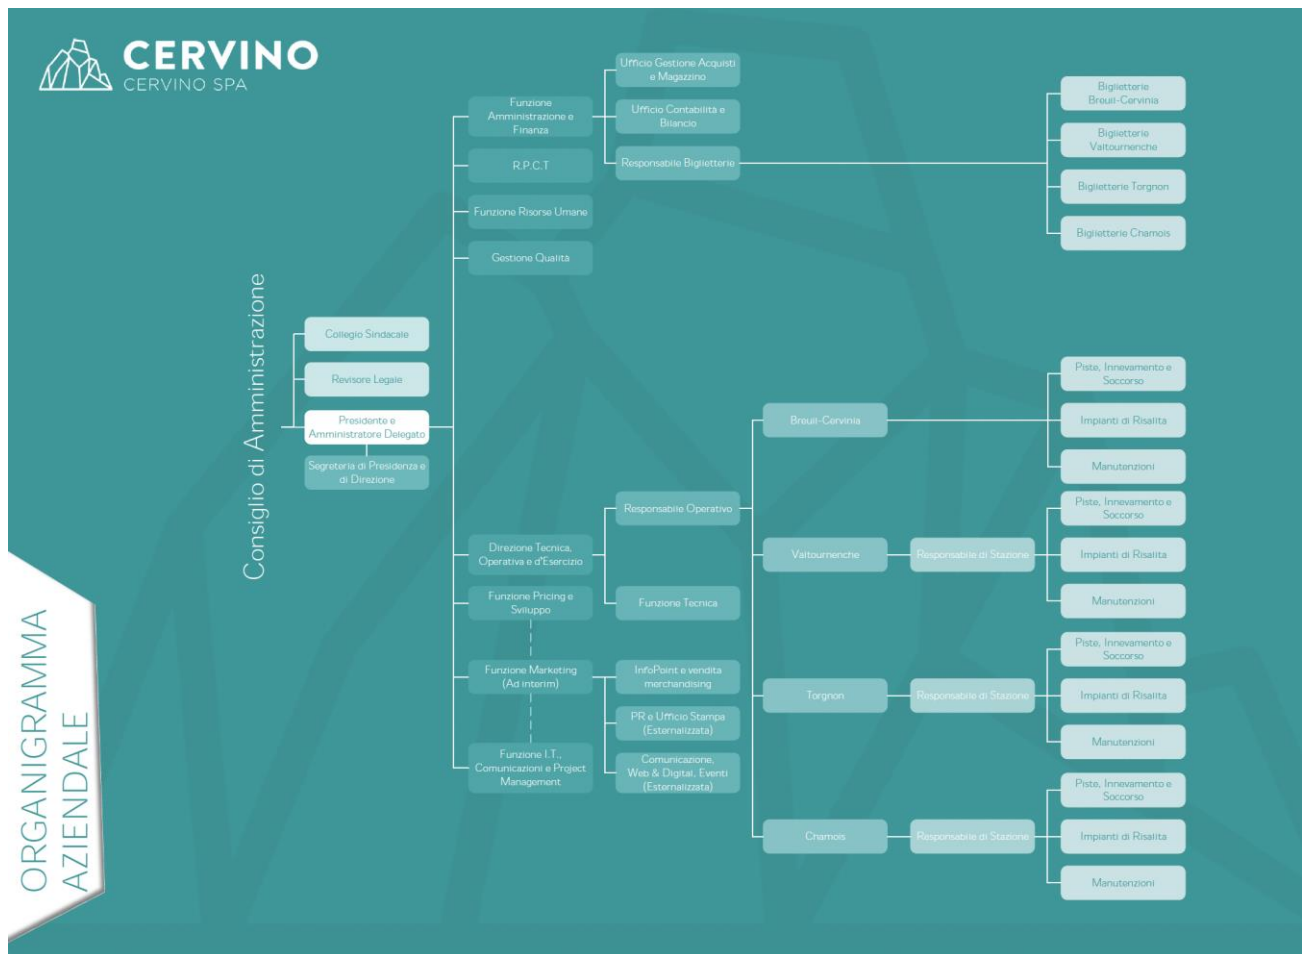 CERVINO
CERVINO SPA
ORGANIGRAMMA
AZIENDALE
Consiglio di Amministrazione
Collegio Sindacale
Revisore Legale
Presidente e
Amministratore Delegato
Segreteria di Presidenza e
di Direzione
Funzione
Amministrazione e
Finanza
R.P.C.T
Funzione Risorse Umane
Gestione Qualità
Ufficio Gestione Acquisti
e Magazzino
Ufficio Contabilità e
Bilancio
Responsabile Biglietterie
Biglietterie
Breuil-Cervinia
Biglietterie
Valtournenche
Biglietterie Torgnon
Biglietterie Chamois
Direzione Tecnica,
Operativa e d'Esercizio
Funzione Pricing e
Sviluppo
Funzione Marketing
(Ad interim)
Funzione I.T.,
Comunicazioni e Project
Management
Responsabile Operativo
Funzione Tecnica
InfoPoint e vendita
merchandising
PR e Ufficio Stampa
(Esternalizzata)
Comunicazione,
Web & Digital, Eventi
(Esternalizzata)
Breuil-Cervinia
Piste, Innevamento e
Soccorso
Impianti di Risalita
Manutenzioni
Valtournenche
Responsabile di Stazione
Piste, Innevamento e
Soccorso
Impianti di Risalita
Manutenzioni
Torgnon
Responsabile di Stazione
Piste, Innevamento e
Soccorso
Impianti di Risalita
Manutenzioni
Chamois
Responsabile di Stazione
Piste, Innevamento e
Soccorso
Impianti di Risalita
Manutenzioni